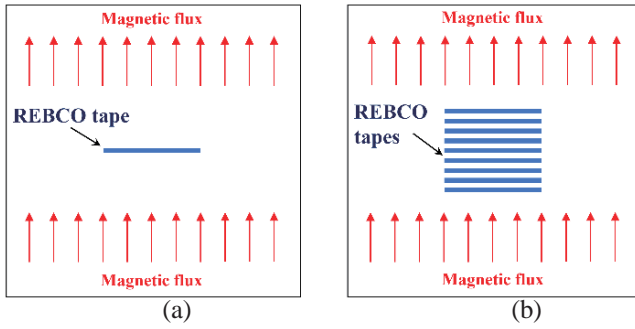 Magnetic flux
REBCO tape
Magnetic flux
(a)
Magnetic flux
REBCO
tapes
Magnetic flux
(b)